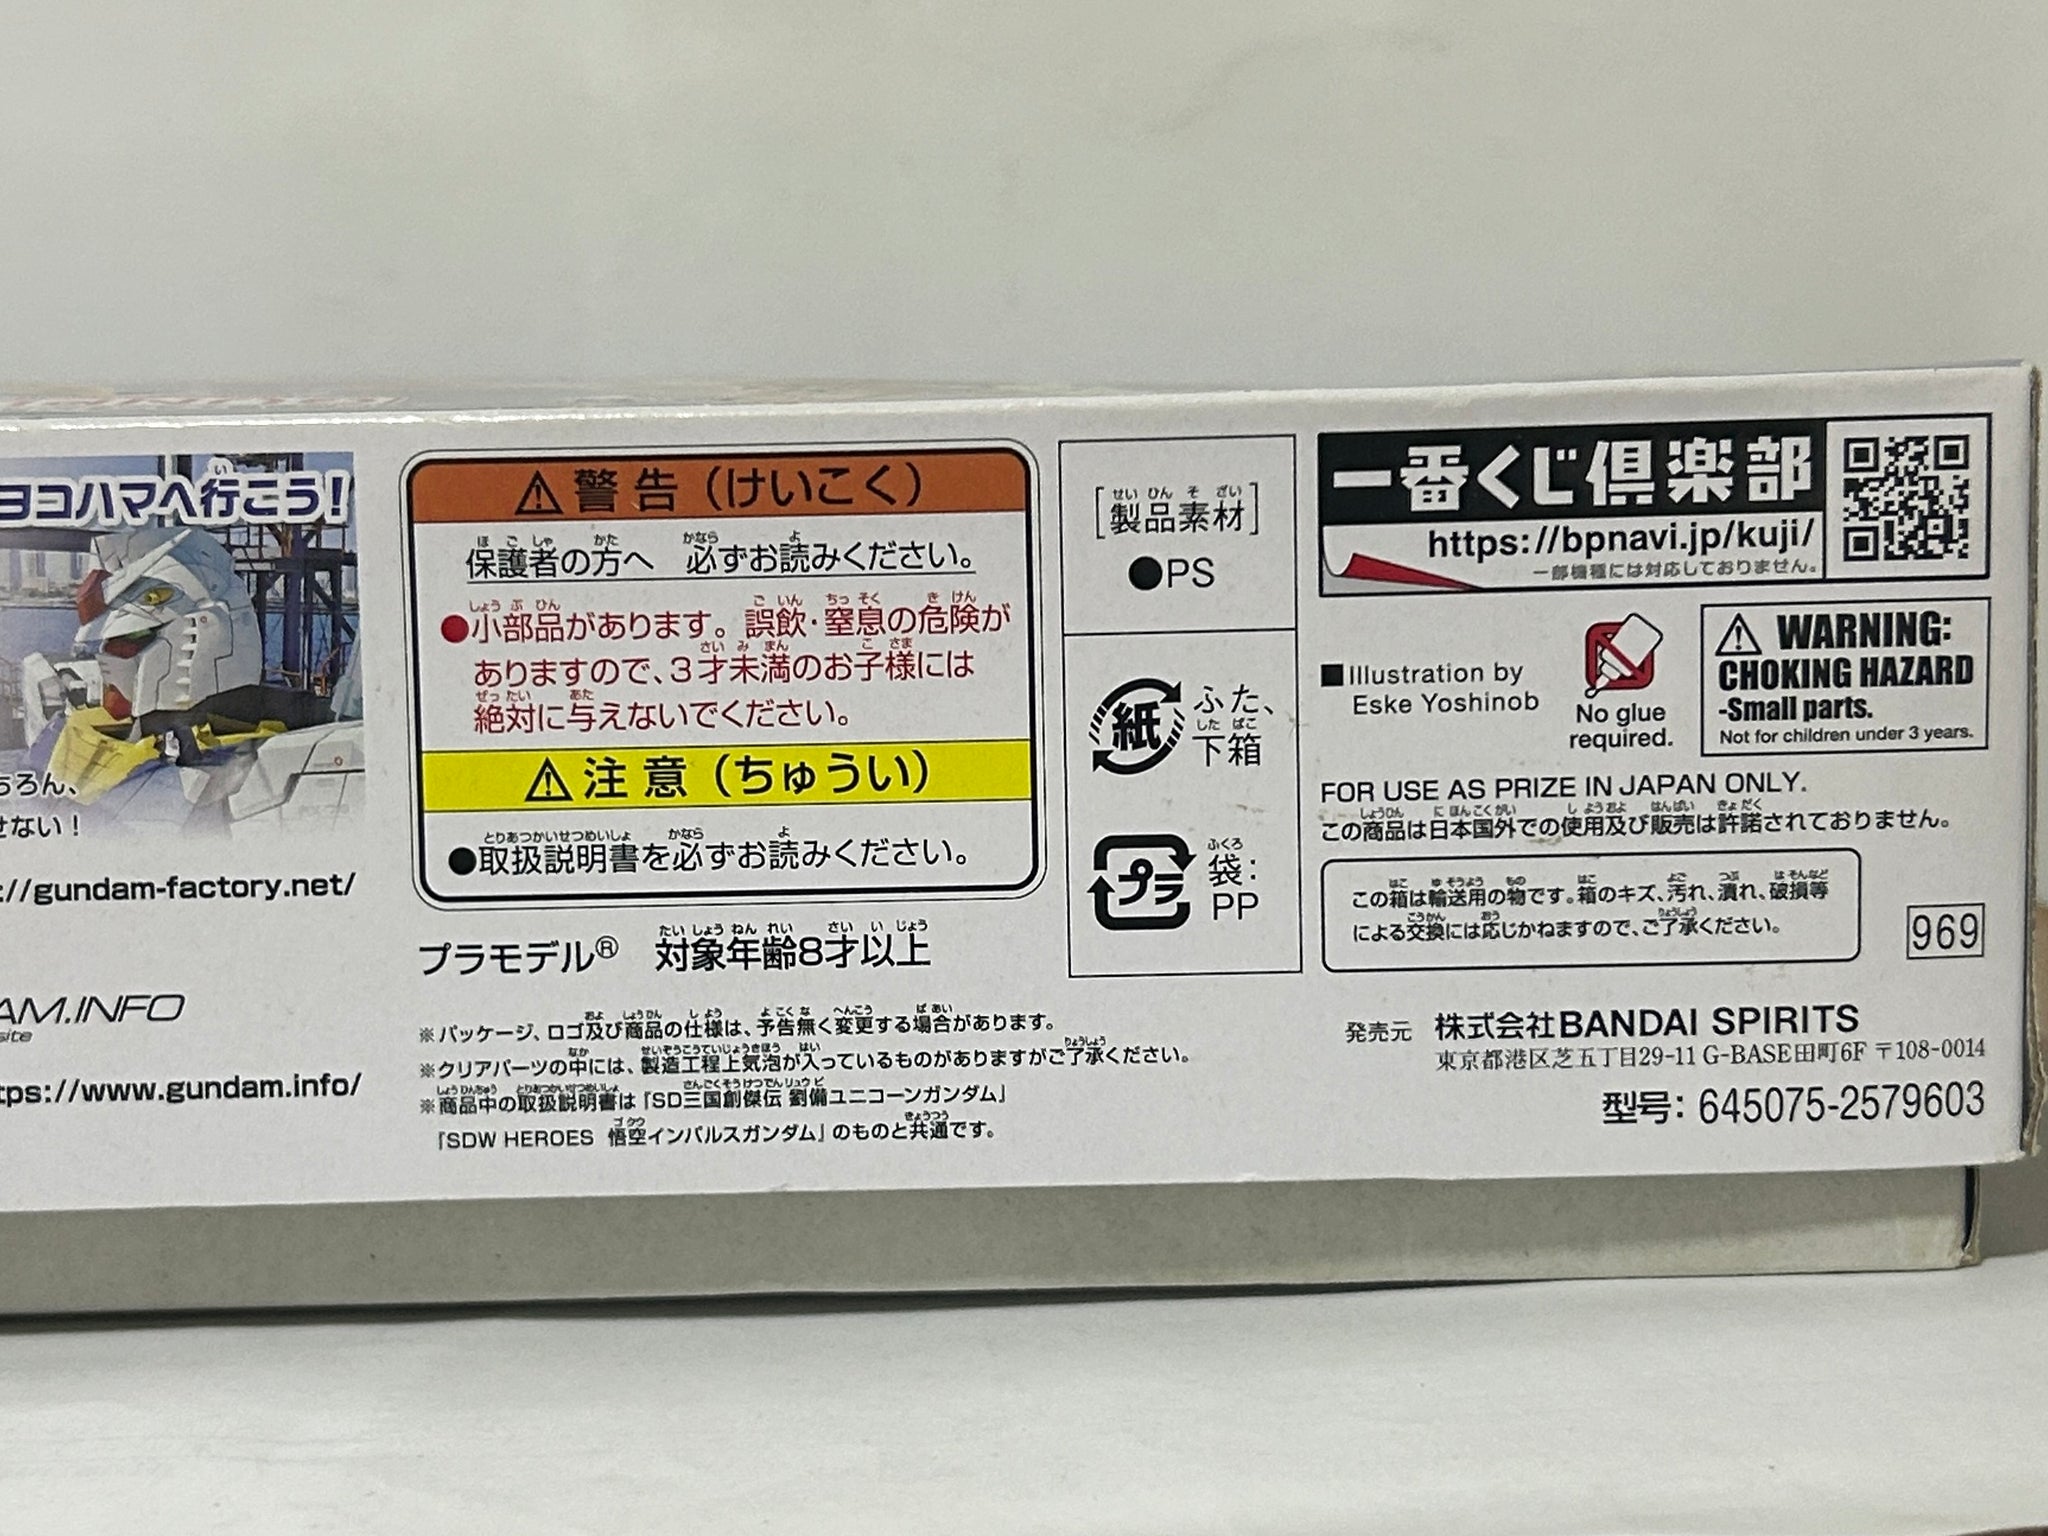 ヨコハマへ行こう!
ちろん、
せない!
://gundam-factory.net/
AM.INFO
site
tps://www.gundam.info/
⚠警告(けいこく)
保護者の方へ 必ずお読みください。
●小部品があります。誤飲・窒息の危険が
ありますので、3才未満のお子様には
絶対に与えないでください。
⚠注意(ちゅうい)
●取扱説明書を必ずお読みください。
プラモデル® 対象年齢8才以上
※パッケージ、ロゴ及び商品の仕様は、予告無く変更する場合があります。
※クリアパーツの中には、製造工程上気泡が入っているものがありますがご了承ください。
※商品中の取扱説明書は『SD三国創傑伝 劉備ユニコーンガンダム』
『SDW HEROES 悟空インパルスガンダム』のものと共通です。
[製品素材]
●PS
紙 ふた、
下箱
プラ 袋:
PP
一番くじ倶楽部
https://bpnavi.jp/kuji/
一部機種には対応しておりません。
■Illustration by
Eske Yoshinob
No glue
required.
⚠WARNING:
CHOKING HAZARD
-Small parts.
Not for children under 3 years.
FOR USE AS PRIZE IN JAPAN ONLY.
この商品は日本国外での使用及び販売は許諾されておりません。
この箱は輸送用の物です。箱のキズ、汚れ、潰れ、破損等
による交換には応じかねますので、ご了承ください。
969
発売元 株式会社BANDAI SPIRITS
東京都港区芝五丁目29-11 G-BASE田町6F 〒108-0014
型号: 645075-2579603